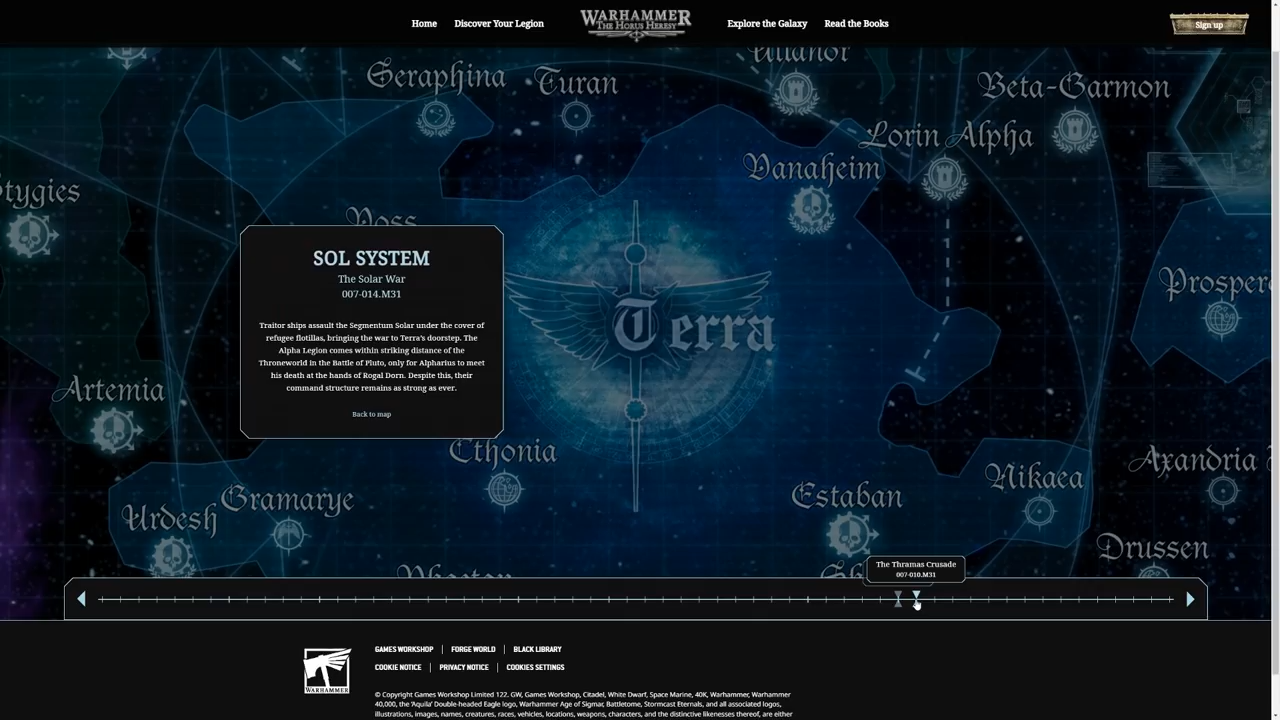 Home
Discover Your Legion
WARHAMMER
THE HORUS HERESY
Explore the Galaxy
Read the Books
Sign up
Ullanor
Seraphina
Turan
Beta-Garmon
Lorin Alpha
Vanaheim
Voss
SOL SYSTEM
The Solar War
007-014.M31
Traitor ships assault the Segmentum Solar under the cover of
refugee flotillas, bringing the war to Terra's doorstep. The
Alpha Legion comes within striking distance of the
Throneworld in the Battle of Pluto, only for Alpharius to meet
his death at the hands of Rogal Dorn. Despite this, their
command structure remains as strong as ever.
Back to map
Terra
Prospero
Artemia
Cthonia
Axandria
Nikaea
Gramarye
Estaban
Urdesh
Drussen
The Thramas Crusade
007-010.M31
WARHAMMER
GAMES WORKSHOP
FORGE WORLD
BLACK LIBRARY
COOKIE NOTICE
PRIVACY NOTICE
COOKIES SETTINGS
© Copyright Games Workshop Limited 122. GW, Games Workshop, Citadel, White Dwarf, Space Marine, 40K, Warhammer, Warhammer
40,000, the 'Aquila' Double-headed Eagle logo, Warhammer Age of Sigmar, Battletome, Stormcast Eternals, and all associated logos,
illustrations, images, names, creatures, races, vehicles, locations, weapons, characters, and the distinctive likenesses thereof, are either